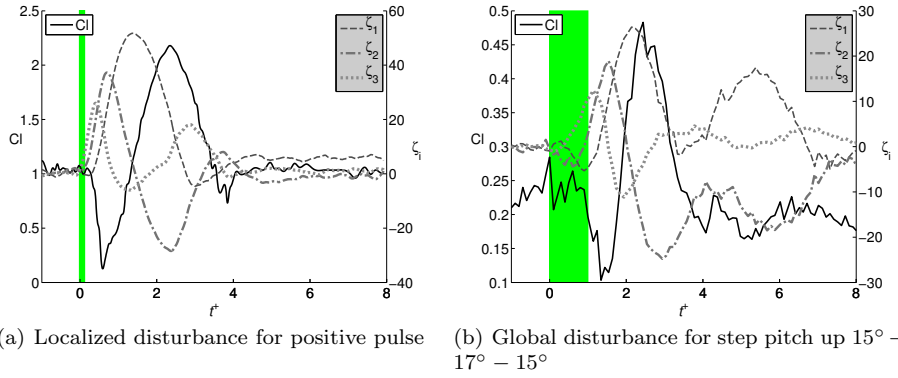 2.5
2
1.5
1
0.5
0
Cl
Cl
ζ1
ζ2
ζ3
60
40
20
0
−20
−40
ζi
0 2 4 6 8
t+
0.5
0.45
0.4
0.35
0.3
0.25
0.2
0.15
0.1
Cl
Cl
ζ1
ζ2
ζ3
30
20
10
0
−10
−20
−30
ζi
0 2 4 6 8
t+
(a) Localized disturbance for positive pulse
(b) Global disturbance for step pitch up 15° –
17° – 15°